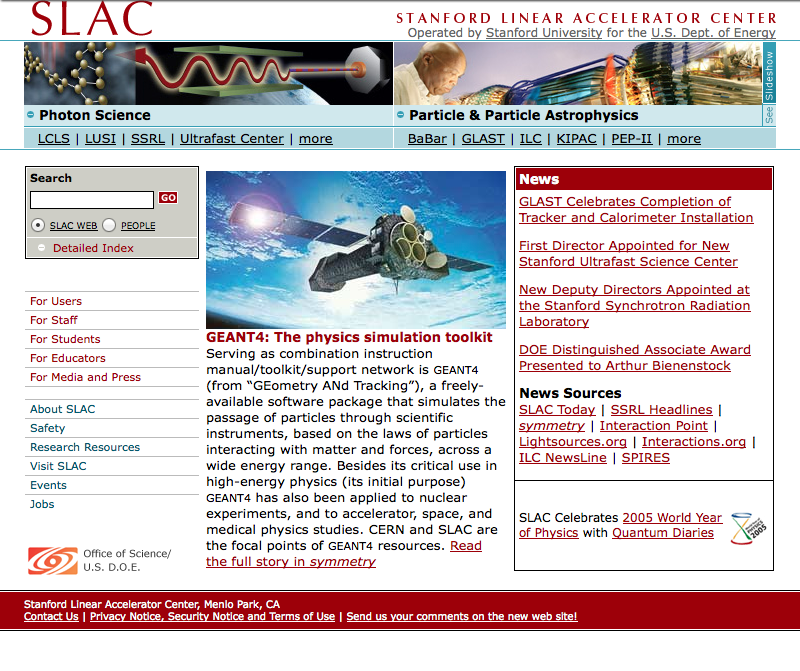 SLAC
STANFORD LINEAR ACCELERATOR CENTER
Operated by Stanford University for the U.S. Dept. of Energy
See Slideshow
Photon Science
Particle & Particle Astrophysics
LCLS | LUSI | SSRL | Ultrafast Center | more
BaBar | GLAST | ILC | KIPAC | PEP-II | more
Search
GO
SLAC WEB PEOPLE
Detailed Index
For Users
For Staff
For Students
For Educators
For Media and Press
About SLAC
Safety
Research Resources
Visit SLAC
Events
Jobs
Office of Science/
U.S. D.O.E.
GEANT4: The physics simulation toolkit
Serving as combination instruction
manual/toolkit/support network is GEANT4
(from “GEometry ANd Tracking”), a freely-
available software package that simulates the
passage of particles through scientific
instruments, based on the laws of particles
interacting with matter and forces, across a
wide energy range. Besides its critical use in
high-energy physics (its initial purpose)
GEANT4 has also been applied to nuclear
experiments, and to accelerator, space, and
medical physics studies. CERN and SLAC are
the focal points of GEANT4 resources. Read
the full story in symmetry
News
GLAST Celebrates Completion of
Tracker and Calorimeter Installation
First Director Appointed for New
Stanford Ultrafast Science Center
New Deputy Directors Appointed at
the Stanford Synchrotron Radiation
Laboratory
DOE Distinguished Associate Award
Presented to Arthur Bienenstock
News Sources
SLAC Today | SSRL Headlines |
symmetry | Interaction Point |
Lightsources.org | Interactions.org |
ILC NewsLine | SPIRES
SLAC Celebrates 2005 World Year
of Physics with Quantum Diaries
2005
Stanford Linear Accelerator Center, Menlo Park, CA
Contact Us | Privacy Notice, Security Notice and Terms of Use | Send us your comments on the new web site!